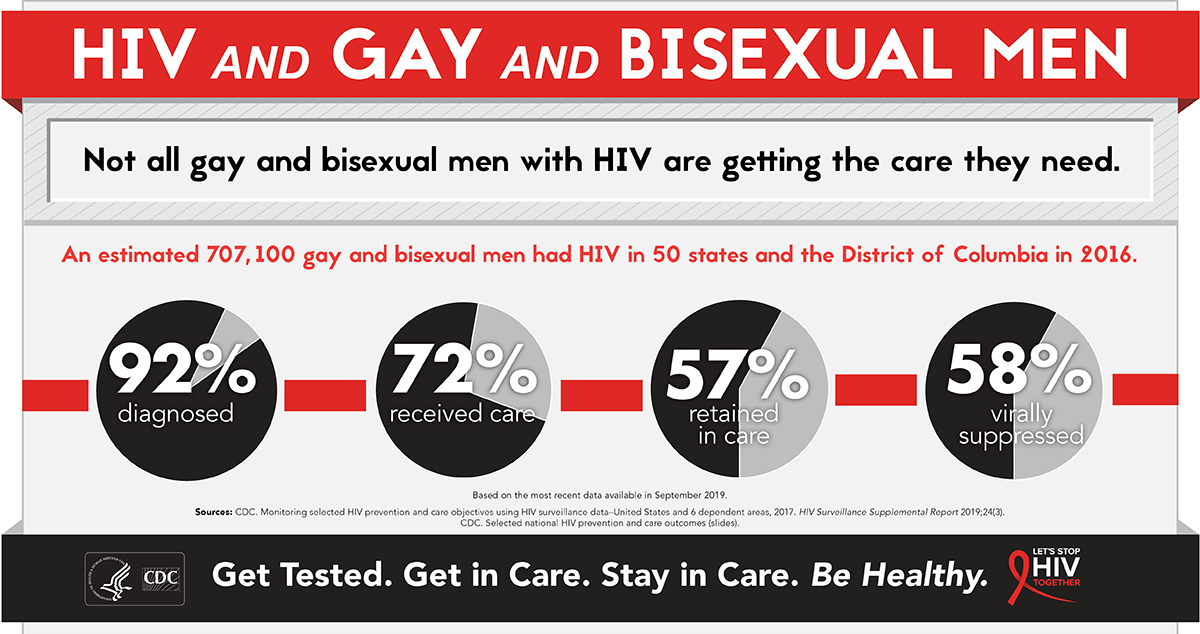 HIV AND GAY AND BISEXUAL MEN
Not all gay and bisexual men with HIV are getting the care they need.
An estimated 707,100 gay and bisexual men had HIV in 50 states and the District of Columbia in 2016.
92%
diagnosed
72%
received care
57%
retained
in care
58%
virally
suppressed
Based on the most recent data available in September 2019.
Sources: CDC. Monitoring selected HIV prevention and care objectives using HIV surveillance data–United States and 6 dependent areas, 2017. HIV Surveillance Supplemental Report 2019;24(3).
CDC. Selected national HIV prevention and care outcomes (slides).
CDC
Get Tested. Get in Care. Stay in Care. Be Healthy.
LET'S STOP
HIV
TOGETHER